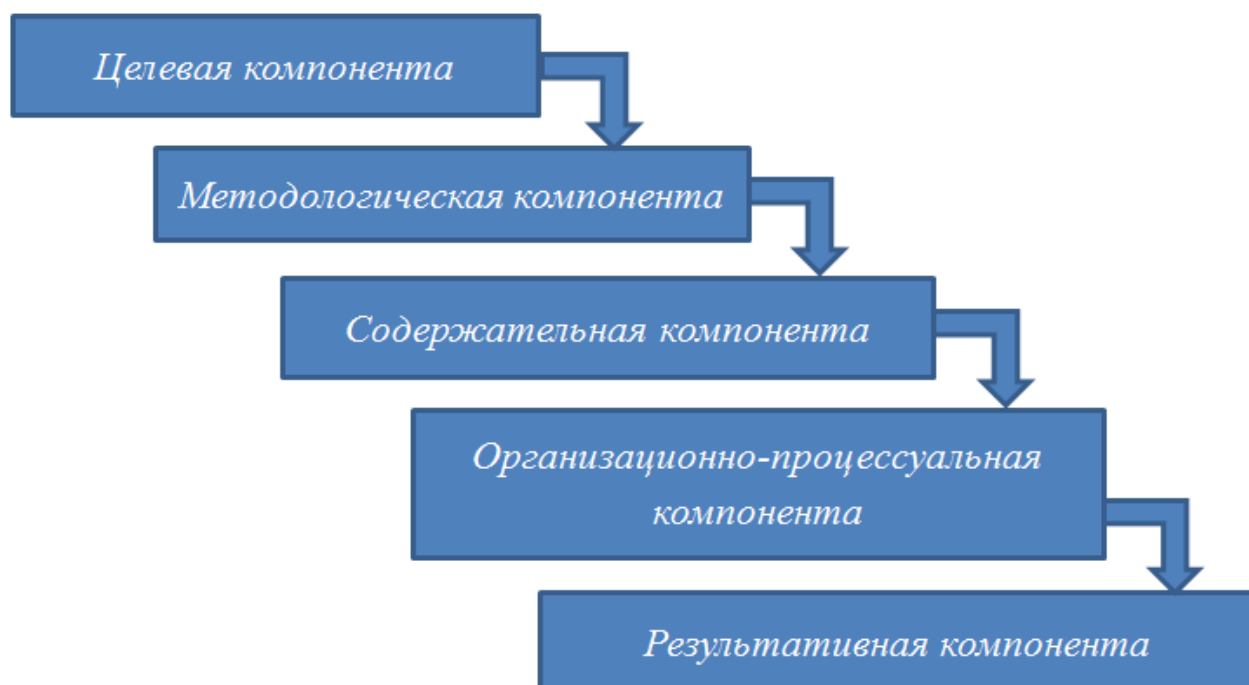 Целевая компонента
Методологическая компонента
Содержательная компонента
Организационно-процессуальная
компонента
Результативная компонента